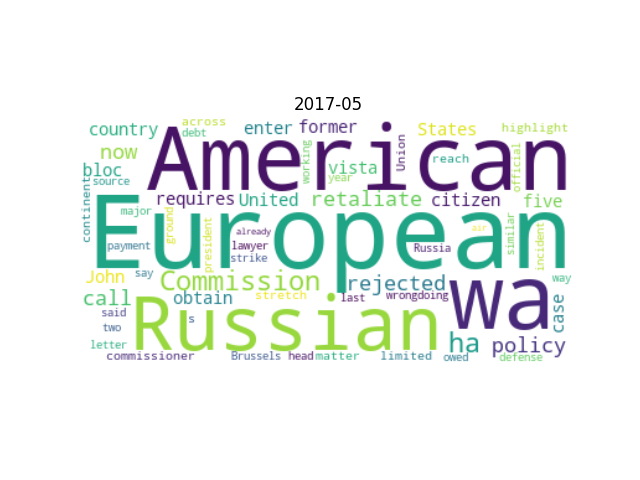 2017-05
across
country
debt
enter
former
States
highlight
American
now
working
Union
official
bloc
source
year
vista
reach
continent
requires
United
retaliate
citizen
five
European
major
ground
president
already
lawyer
strike
Russia
air
similar
incident
payment
say
John
Commission
rejected
wa
way
call
obtain
stretch
last
wrongdoing
case
said
two
s
Russian
ha
policy
letter
commissioner
Brussels
head
matter
limited
owed
defense